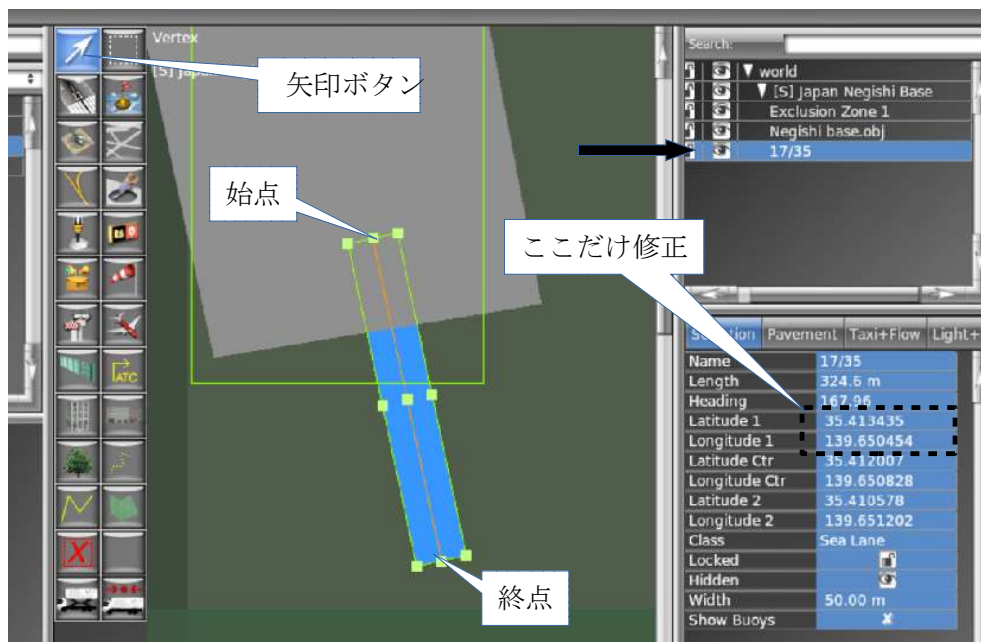 Vertex
矢印ボタン
始点
終点
ATC
Search:
world
[S] Japan Negishi Base
Exclusion Zone 1
Negishi base.obj
17/35
ここだけ修正
Pavement Taxi+Flow Light+
Name 17/35
Length 324.6 m
Heading 167.96
Latitude 1 35.413435
Longitude 1 139.650454
Latitude Ctr 35.412007
Longitude Ctr 139.650828
Latitude 2 35.410578
Longitude 2 139.651202
Class Sea Lane
Locked
Hidden
Width 50.00 m
Show Buoys